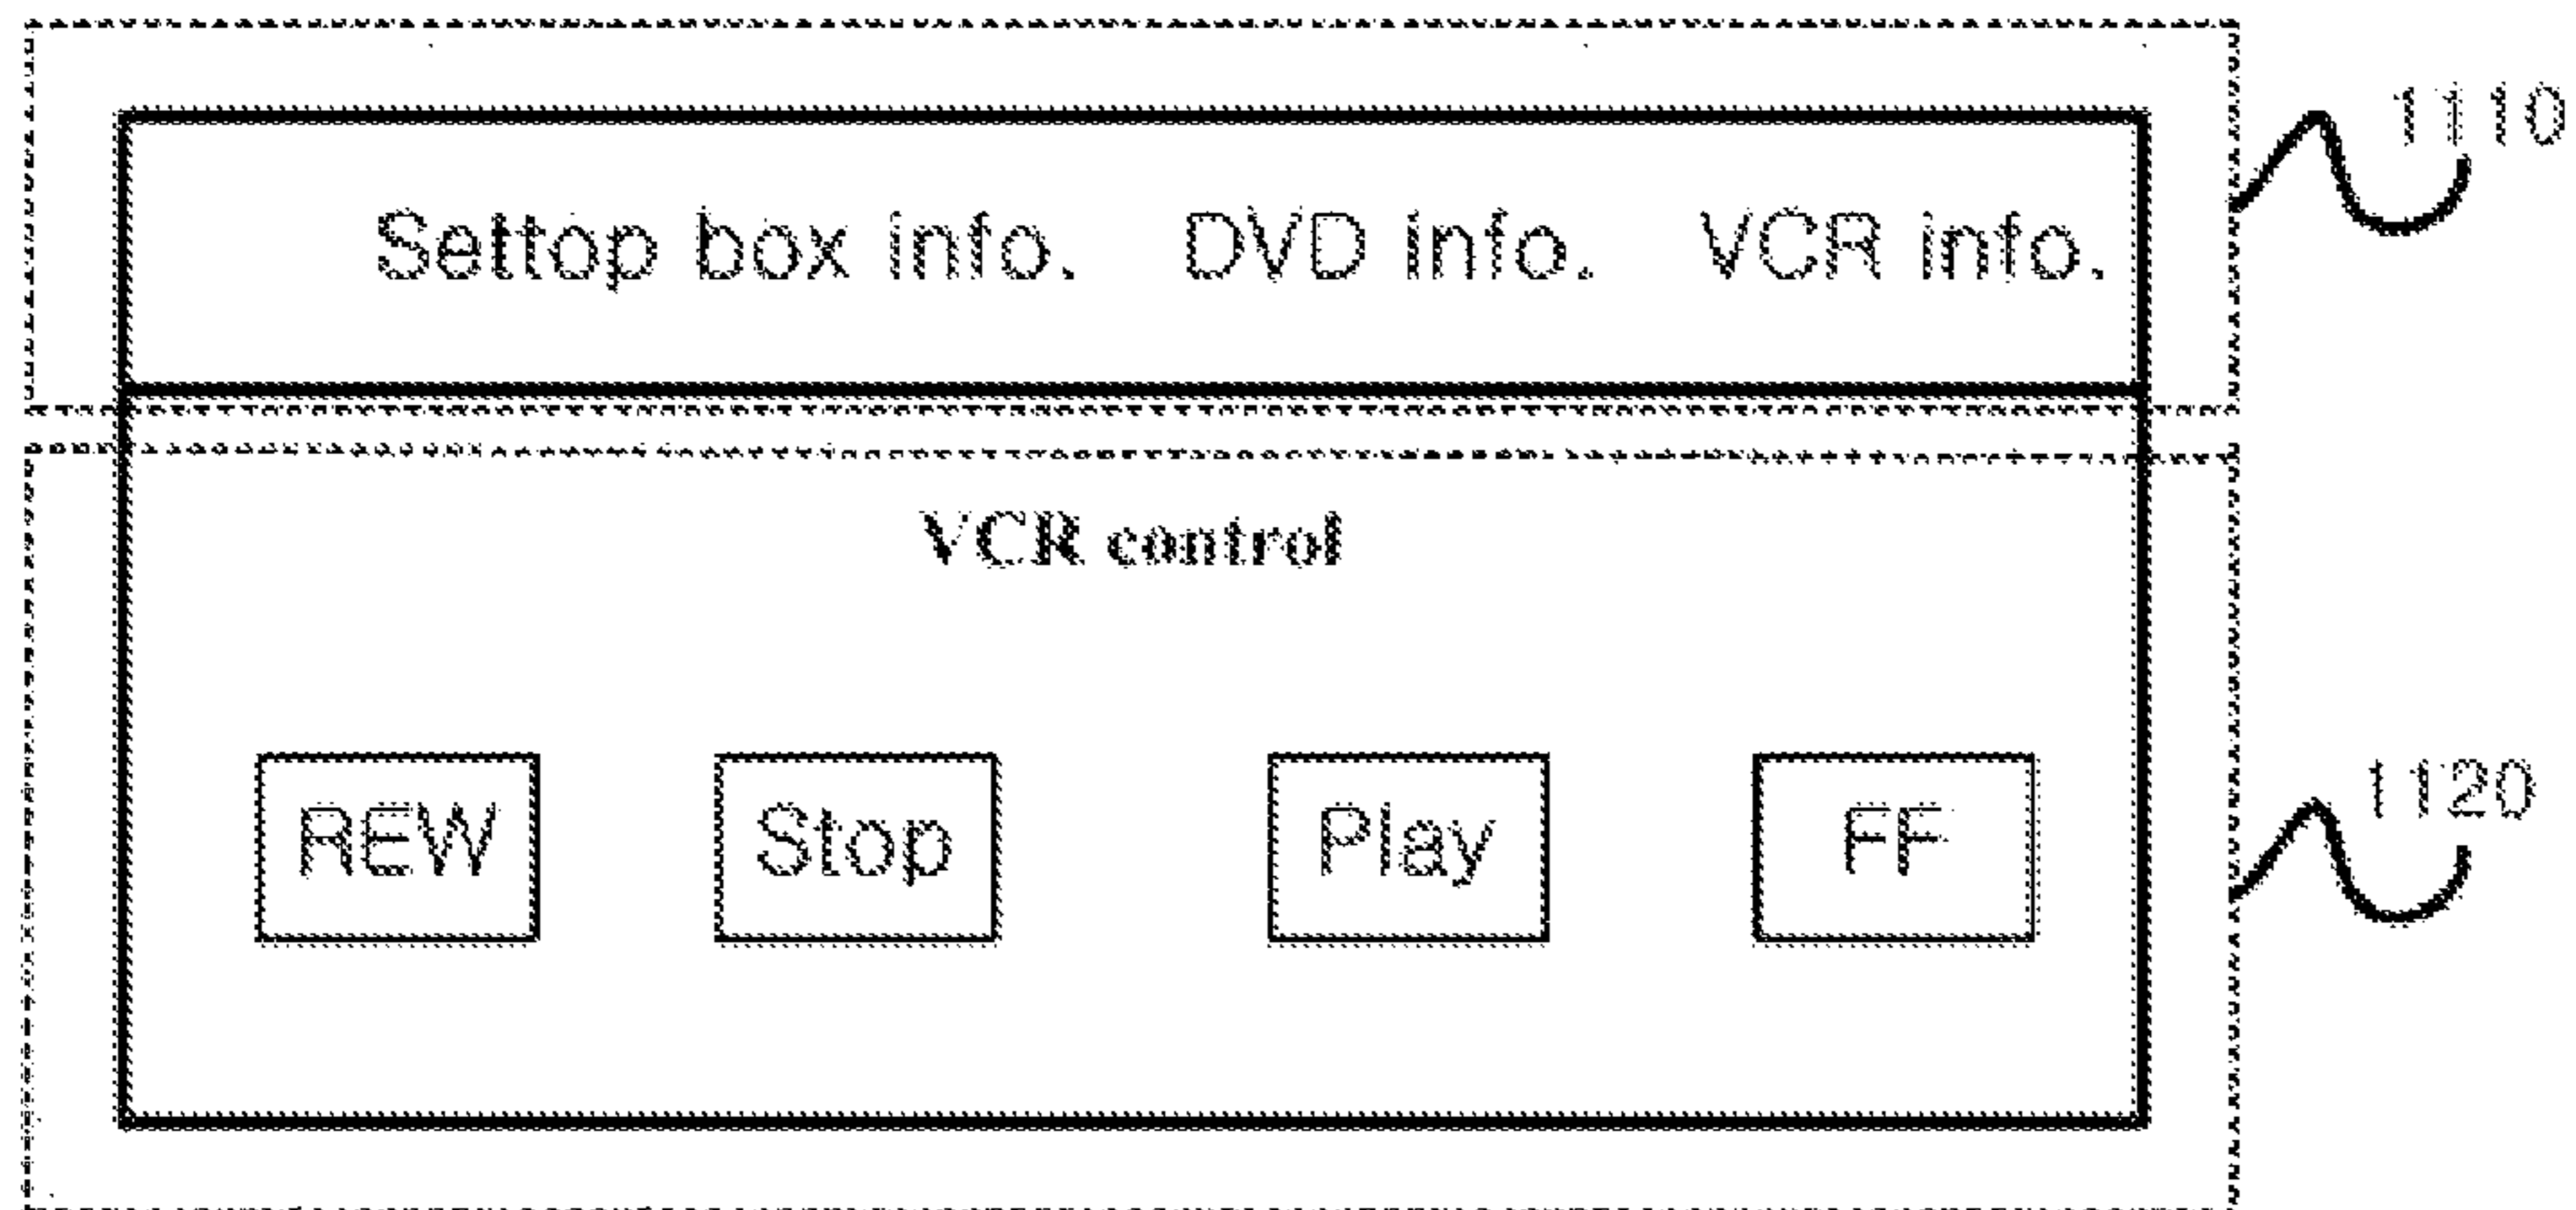 1110
Settop box info. DVD info. VCR info.
VCR control
REW Stop Play FF
1120